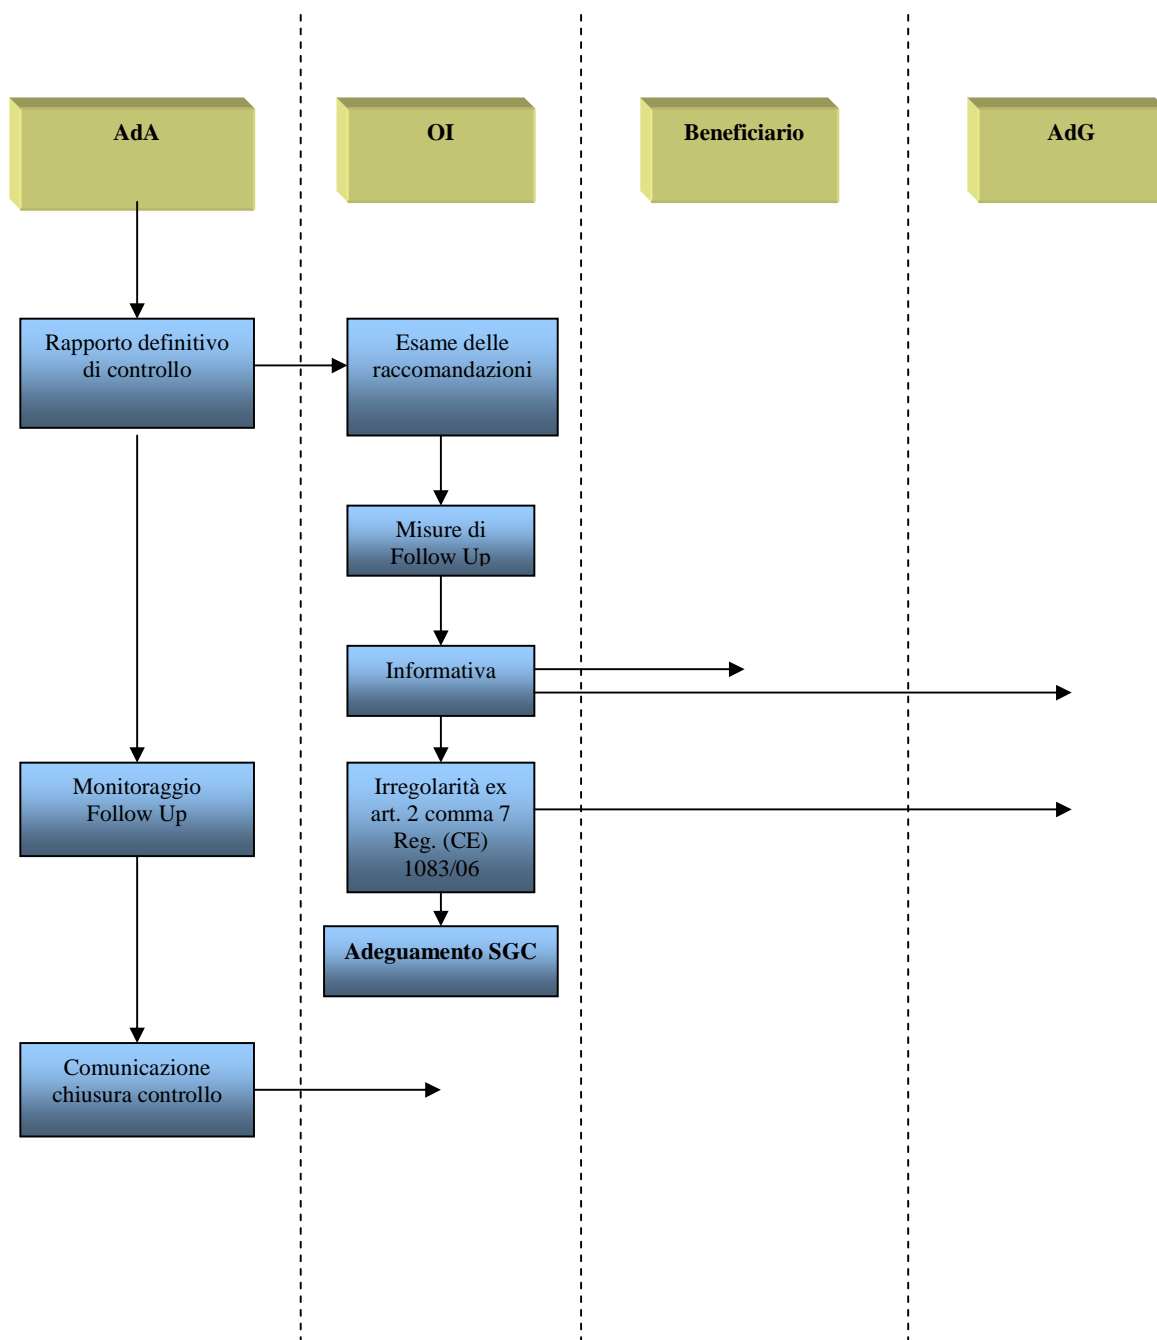 AdA
OI
Beneficiario
AdG
Rapporto definitivo
di controllo
Esame delle
raccomandazioni
Misure di
Follow Up
Informativa
Monitoraggio
Follow Up
Irregolarità ex
art. 2 comma 7
Reg. (CE)
1083/06
Adeguamento SGC
Comunicazione
chiusura controllo